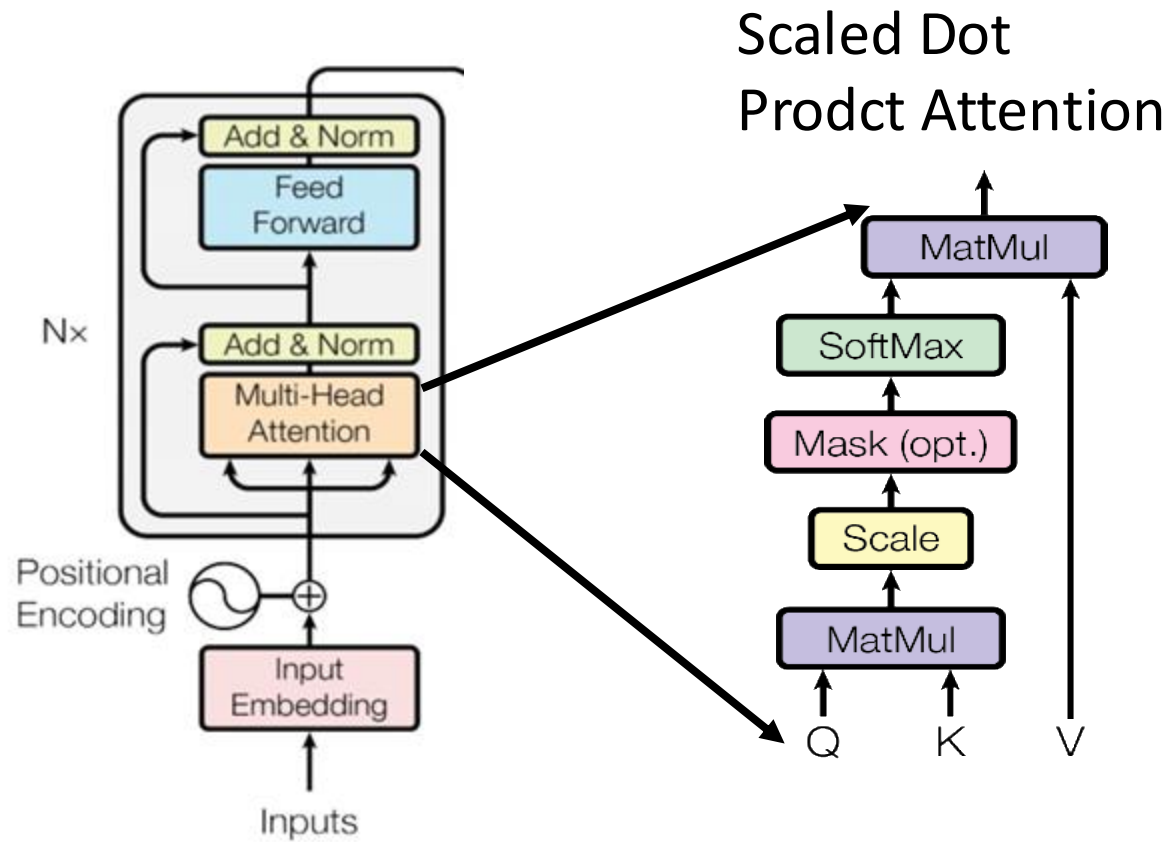 Scaled Dot
Prodct Attention
Add & Norm
Feed
Forward
Nx
Add & Norm
Multi-Head
Attention
Positional
Encoding
Input
Embedding
Inputs
MatMul
SoftMax
Mask (opt.)
Scale
MatMul
Q K V